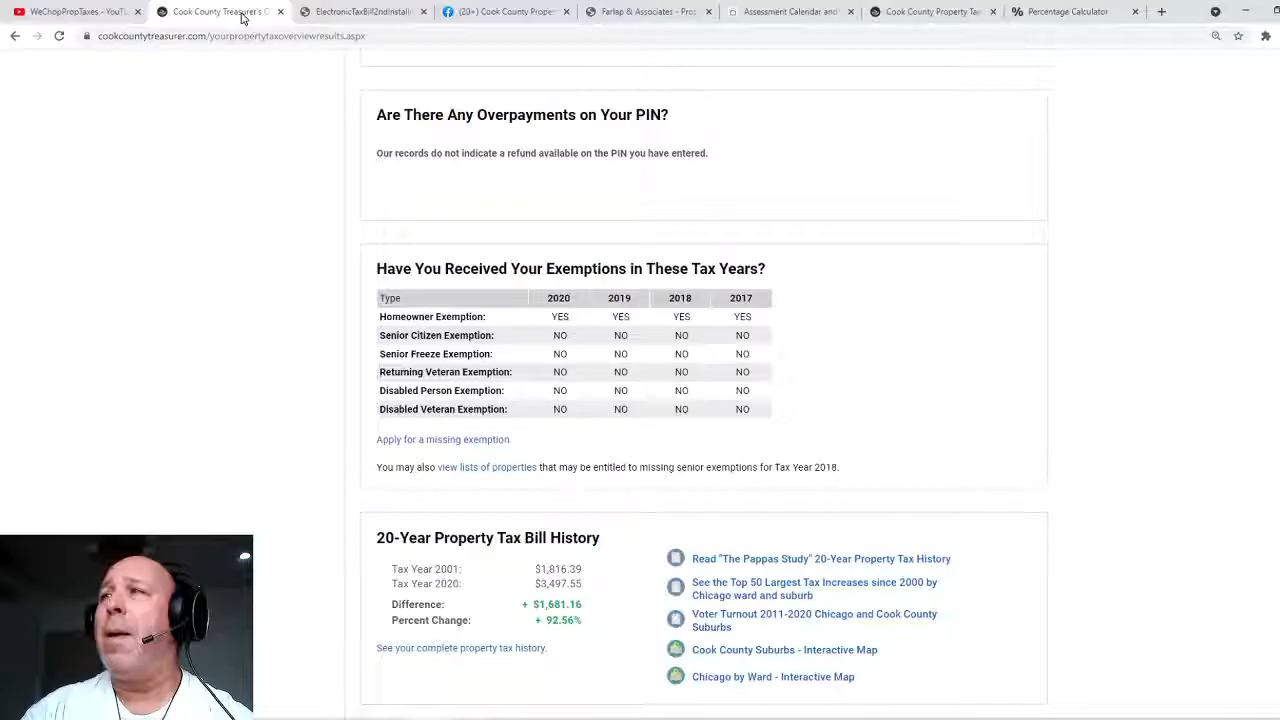 WeChopPropTaxes - YouTu
Cook County Treasurer's O
ElectronicTaxBill2ndInstallm
(20+) Cook County Propert
Farlap & Associates - Pro
Assessment Calendar and
Cook County Property Tax
Percentage Calculator
cookcountytreasurer.com/yourpropertytaxoverviewresults.aspx
Are There Any Overpayments on Your PIN?
Our records do not indicate a refund available on the PIN you have entered.
Have You Received Your Exemptions in These Tax Years?
Type 2020 2019 2018 2017
Homeowner Exemption: YES YES YES YES
Senior Citizen Exemption: NO NO NO NO
Senior Freeze Exemption: NO NO NO NO
Returning Veteran Exemption: NO NO NO NO
Disabled Person Exemption: NO NO NO NO
Disabled Veteran Exemption: NO NO NO NO
Apply for a missing exemption
You may also view lists of properties that may be entitled to missing senior exemptions for Tax Year 2018.
20-Year Property Tax Bill History
Tax Year 2001: $1,816.39
Tax Year 2020: $3,497.55
Difference: + $1,681.16
Percent Change: + 92.56%
See your complete property tax history.
Read "The Pappas Study" 20-Year Property Tax History
See the Top 50 Largest Tax Increases since 2000 by
Chicago ward and suburb
Voter Turnout 2011-2020 Chicago and Cook County
Suburbs
Cook County Suburbs - Interactive Map
Chicago by Ward - Interactive Map